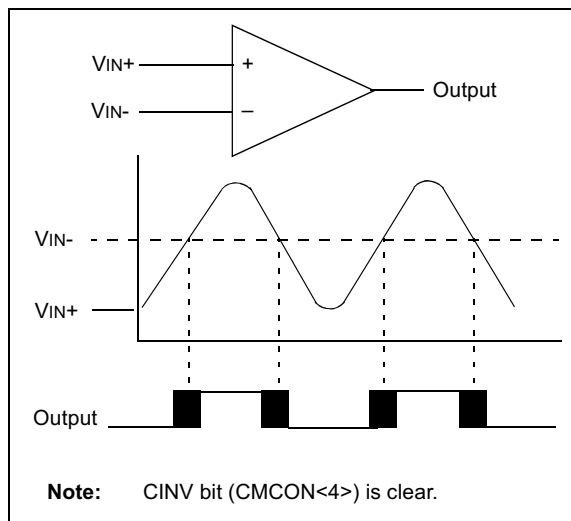 VIN+
+
Output
VIN-
–
VIN-
VIN+
Output
Note: CINV bit (CMCON<4>) is clear.